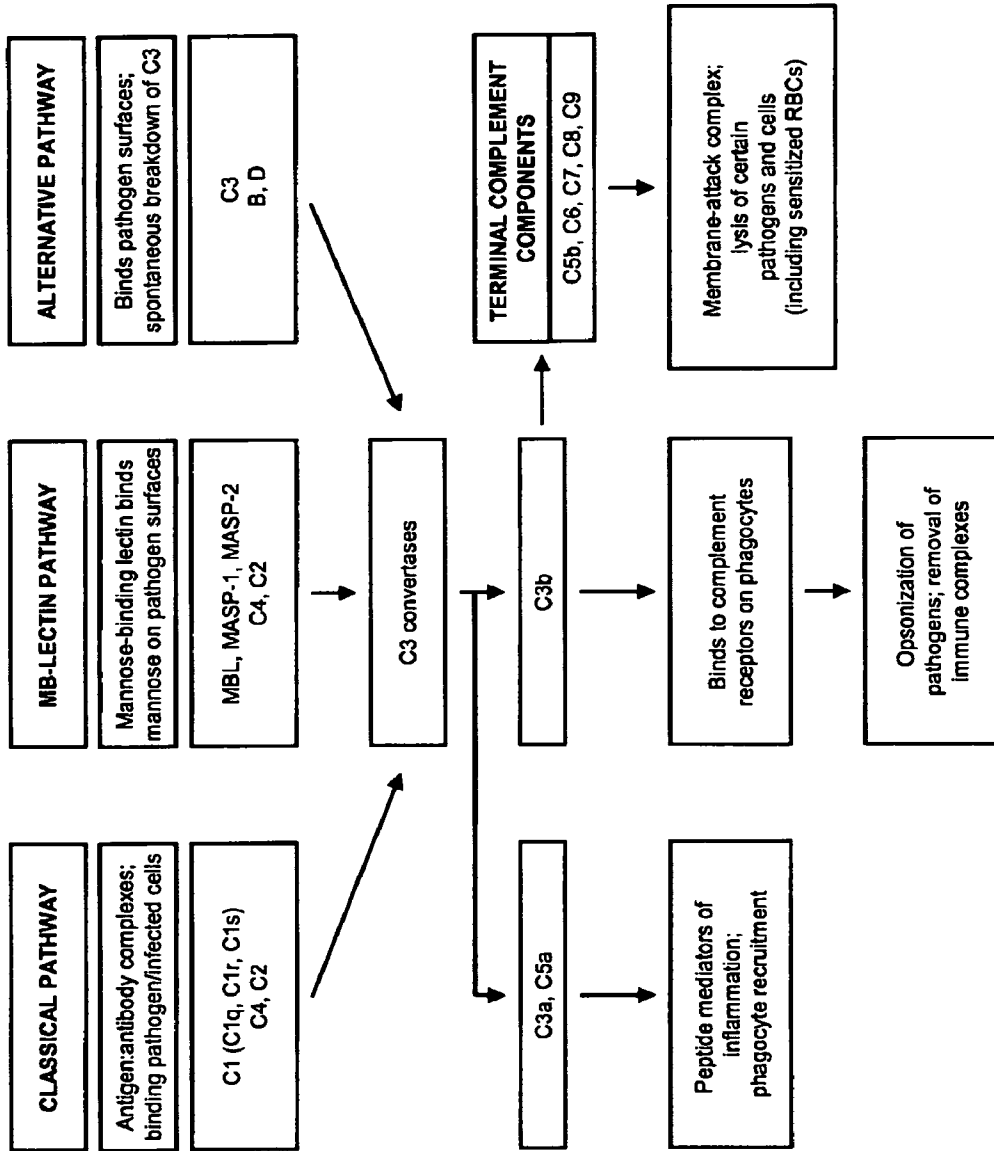 CLASSICAL PATHWAY
Antigen:antibody complexes;
binding pathogen/infected cells
C1 (C1q, C1r, C1s)
C4, C2
MB-LECTIN PATHWAY
Mannose-binding lectin binds
mannose on pathogen surfaces
MBL, MASP-1, MASP-2
C4, C2
ALTERNATIVE PATHWAY
Binds pathogen surfaces;
spontaneous breakdown of C3
C3
B, D
C3 convertases
C3a, C5a
C3b
TERMINAL COMPLEMENT
COMPONENTS
C5b, C6, C7, C8, C9
Peptide mediators of
inflammation;
phagocyte recruitment
Binds to complement
receptors on phagocytes
Membrane-attack complex;
lysis of certain
pathogens and cells
(including sensitized RBCs)
Opsonization of
pathogens; removal of
immune complexes